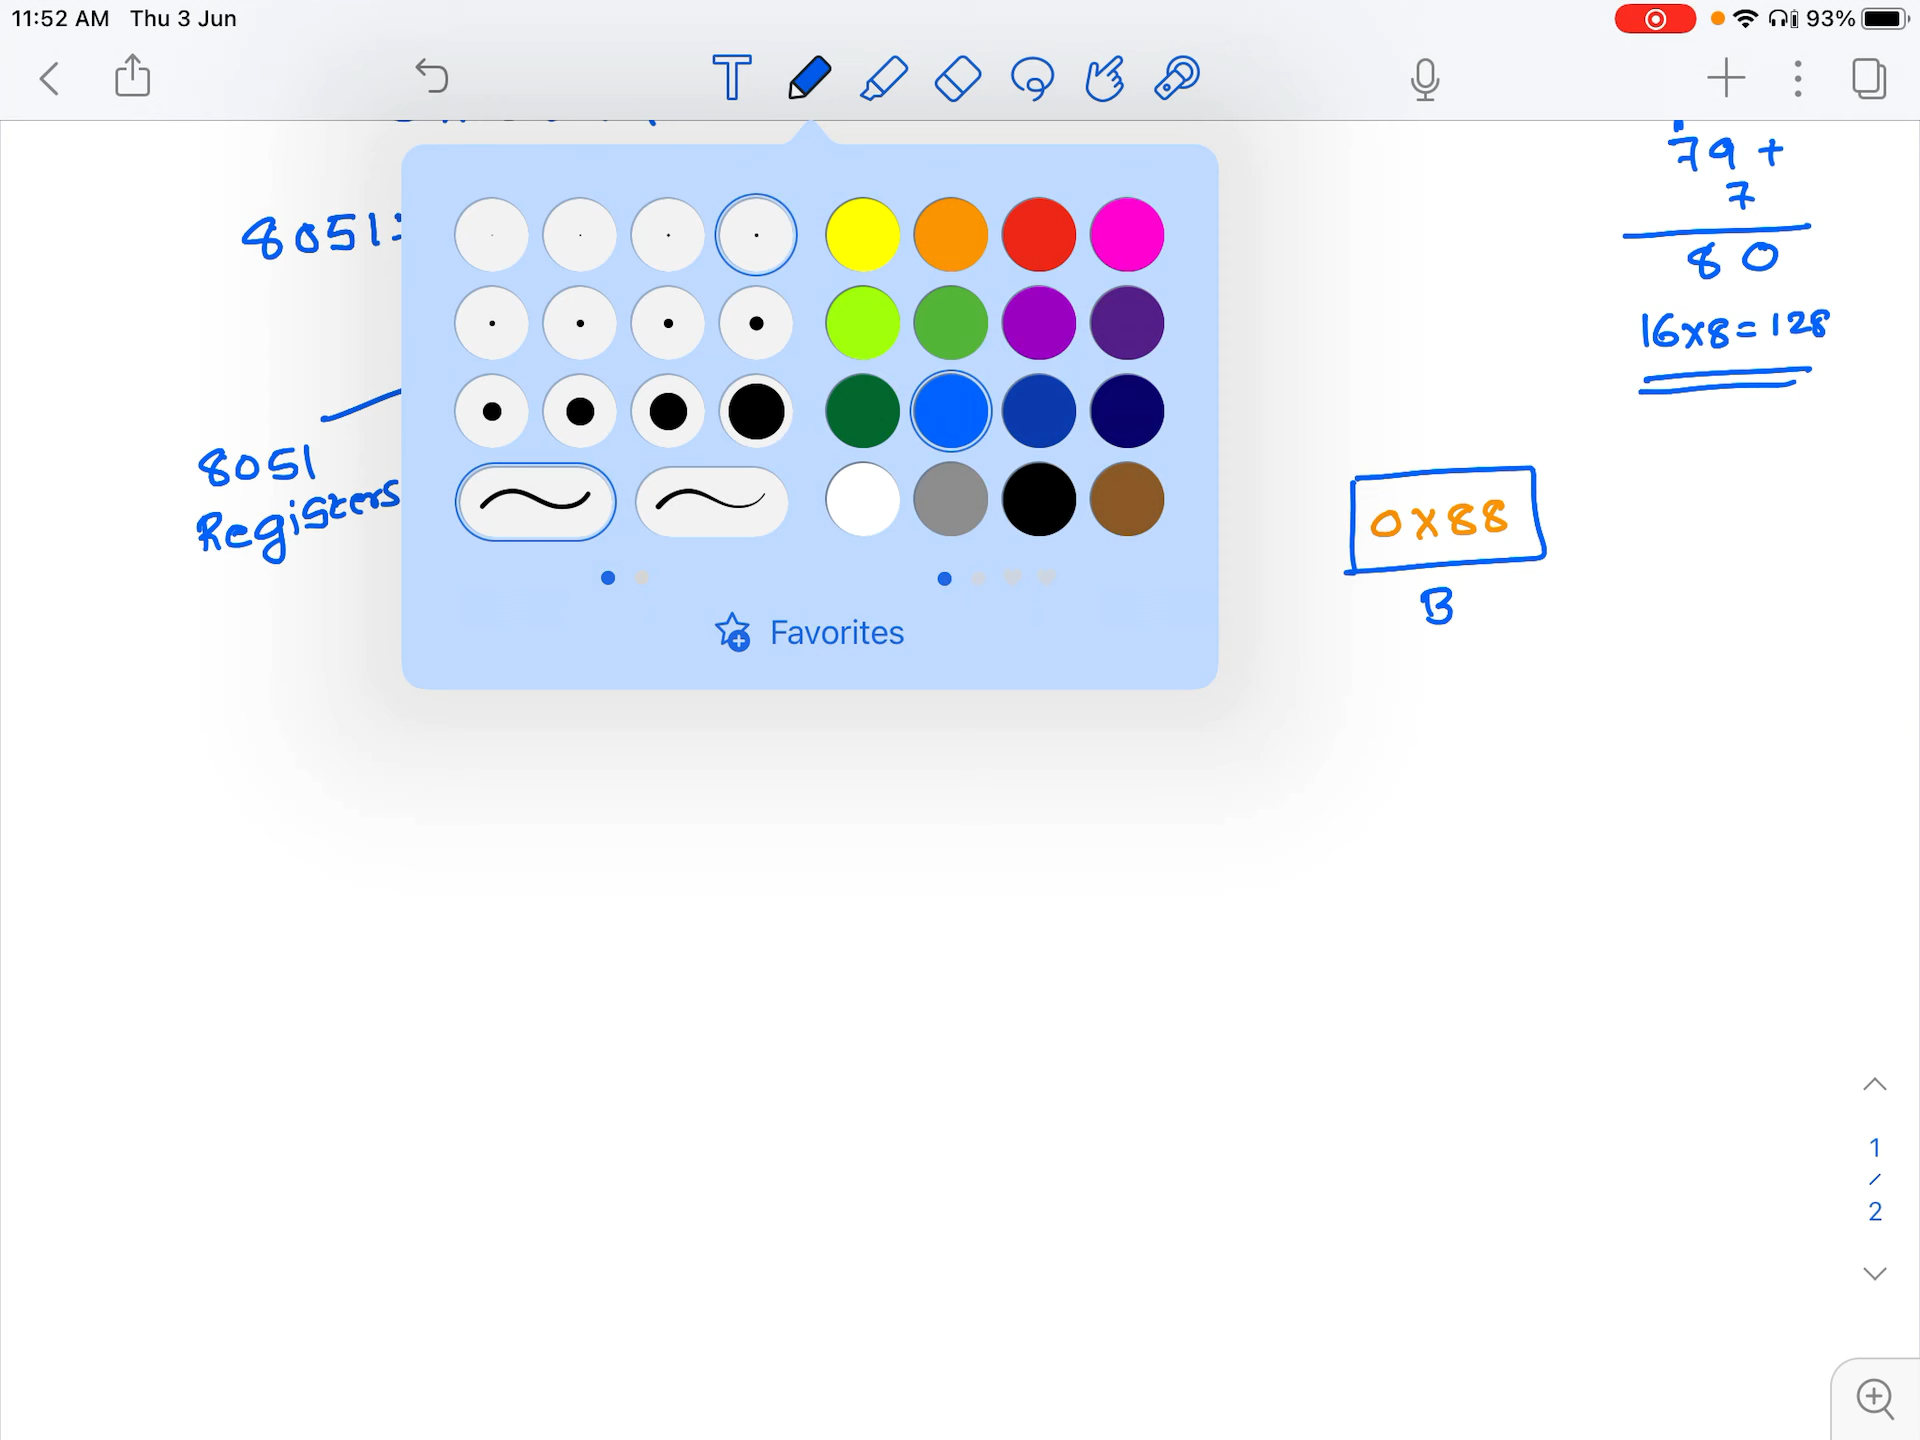 11:52 AM Thu 3 Jun
93%
T
79 +
7
80
16x8=128
8051:
8051
Registers
0x88
B
Favorites
1
/
2